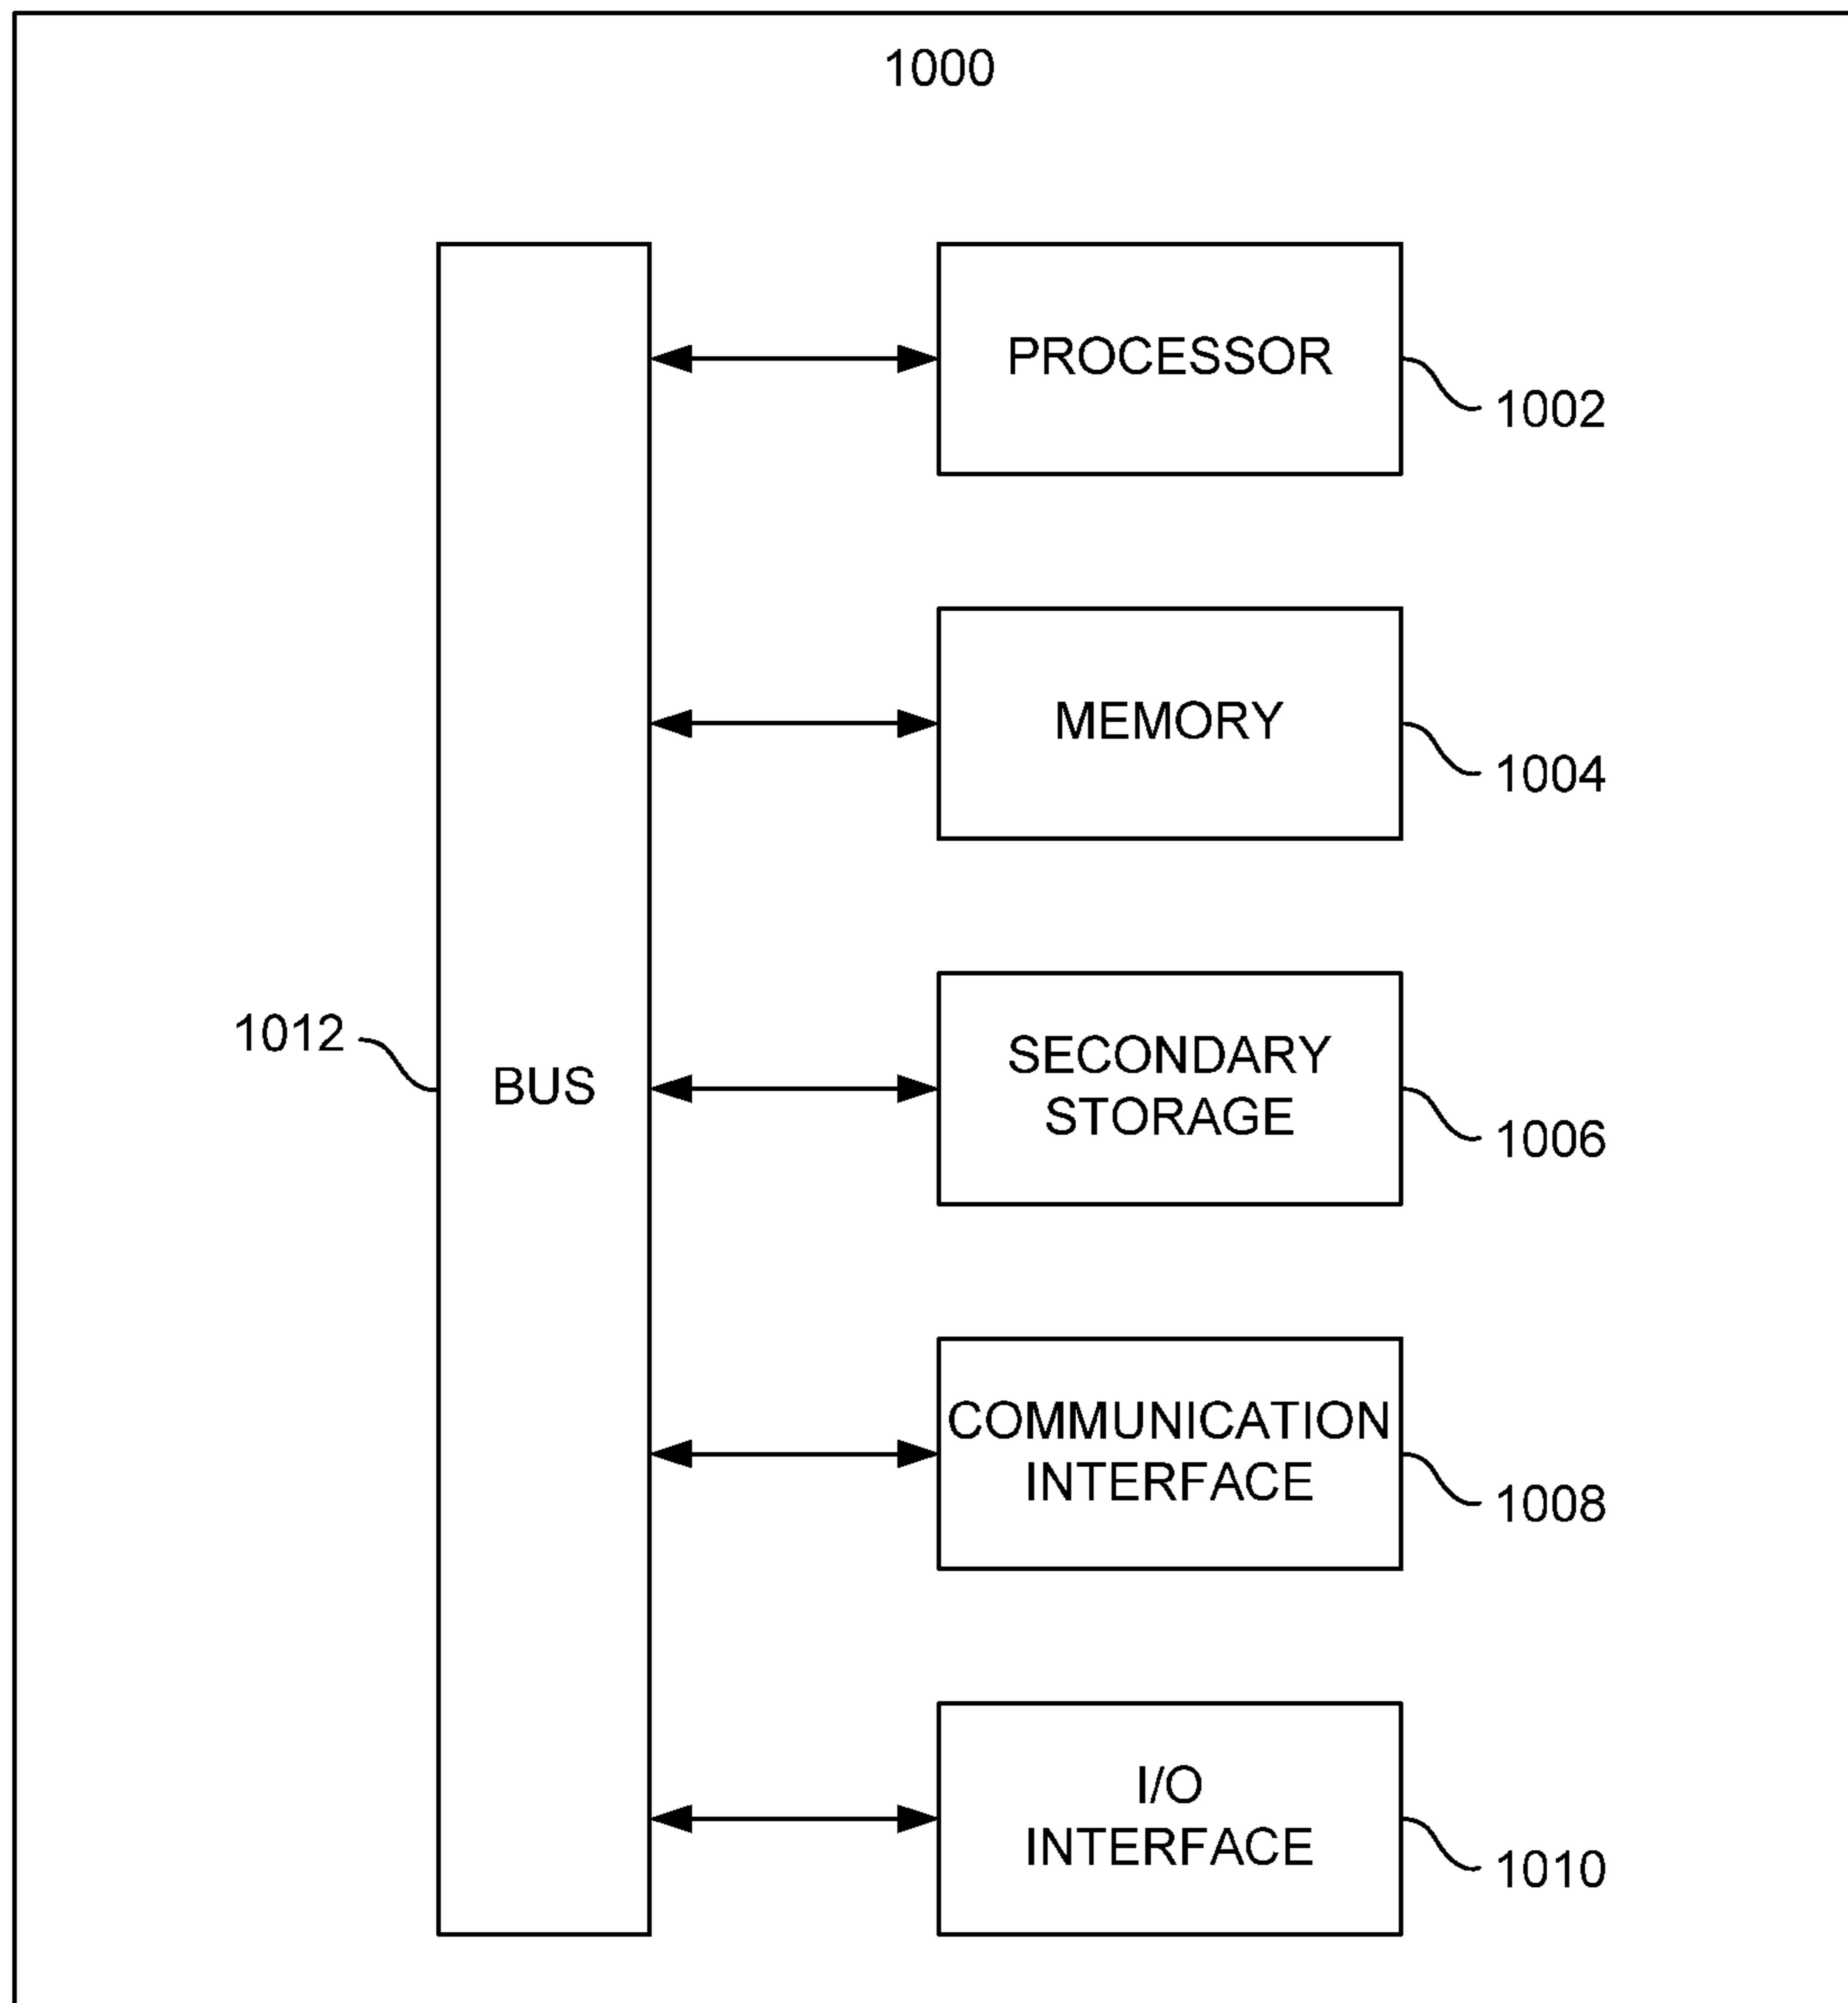 1000
PROCESSOR
1002
MEMORY
1004
1012
BUS
SECONDARY
STORAGE
1006
COMMUNICATION
INTERFACE
1008
I/O
INTERFACE
1010